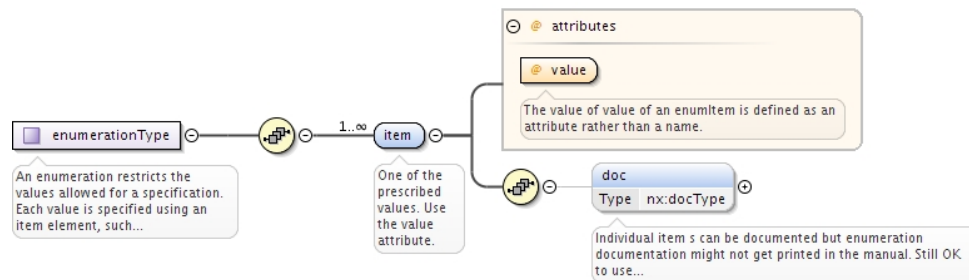 attributes
value
The value of value of an enumItem is defined as an
attribute rather than a name.
enumerationType
1..∞
item
An enumeration restricts the
values allowed for a specification.
Each value is specified using an
item element, such...
One of the
prescribed
values. Use
the value
attribute.
doc
Type nx:docType
Individual item s can be documented but enumeration
documentation might not get printed in the manual. Still OK
to use...